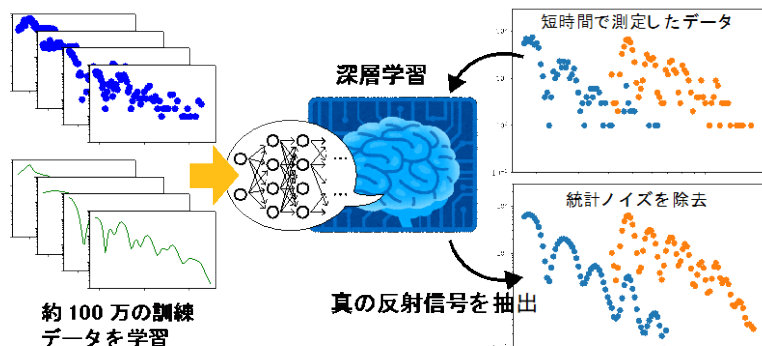 短時間で測定したデータ
深層学習
統計ノイズを除去
真の反射信号を抽出
約 100 万の訓練
データを学習